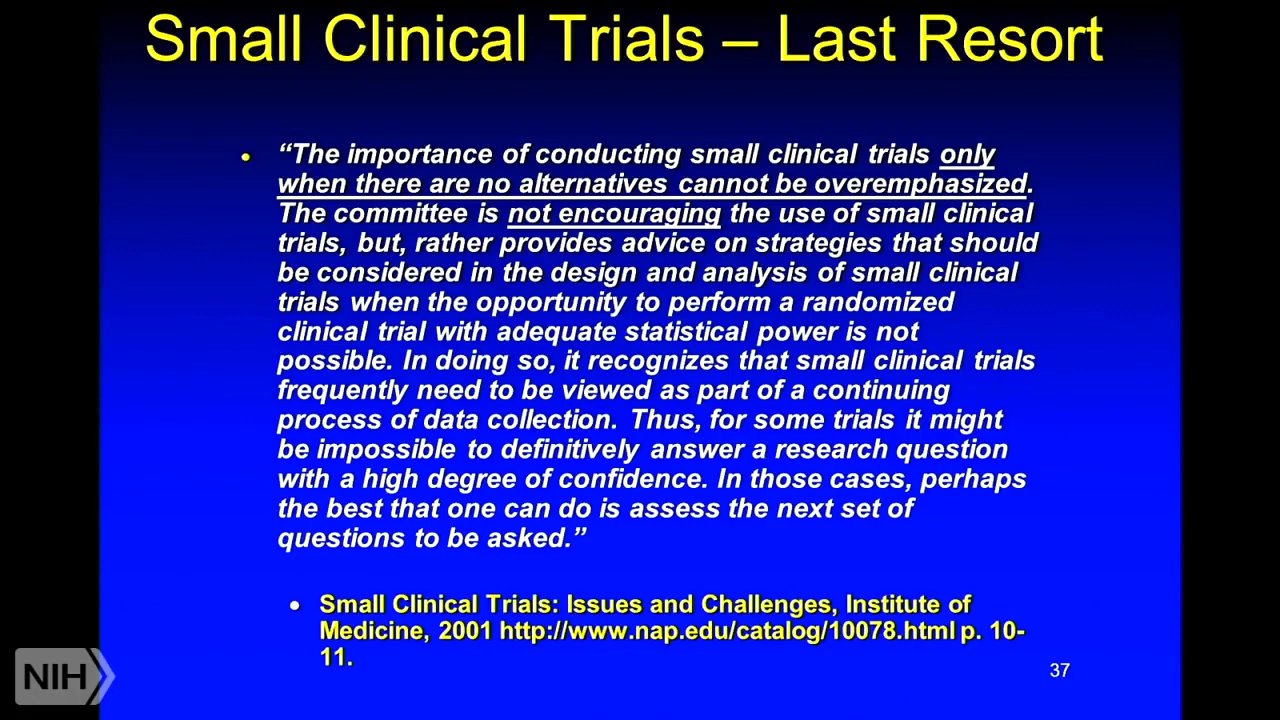 Small Clinical Trials – Last Resort
• “The importance of conducting small clinical trials only
when there are no alternatives cannot be overemphasized.
The committee is not encouraging the use of small clinical
trials, but, rather provides advice on strategies that should
be considered in the design and analysis of small clinical
trials when the opportunity to perform a randomized
clinical trial with adequate statistical power is not
possible. In doing so, it recognizes that small clinical trials
frequently need to be viewed as part of a continuing
process of data collection. Thus, for some trials it might
be impossible to definitively answer a research question
with a high degree of confidence. In those cases, perhaps
the best that one can do is assess the next set of
questions to be asked.”
• Small Clinical Trials: Issues and Challenges, Institute of
Medicine, 2001 http://www.nap.edu/catalog/10078.html p. 10-
11.
NIH
37